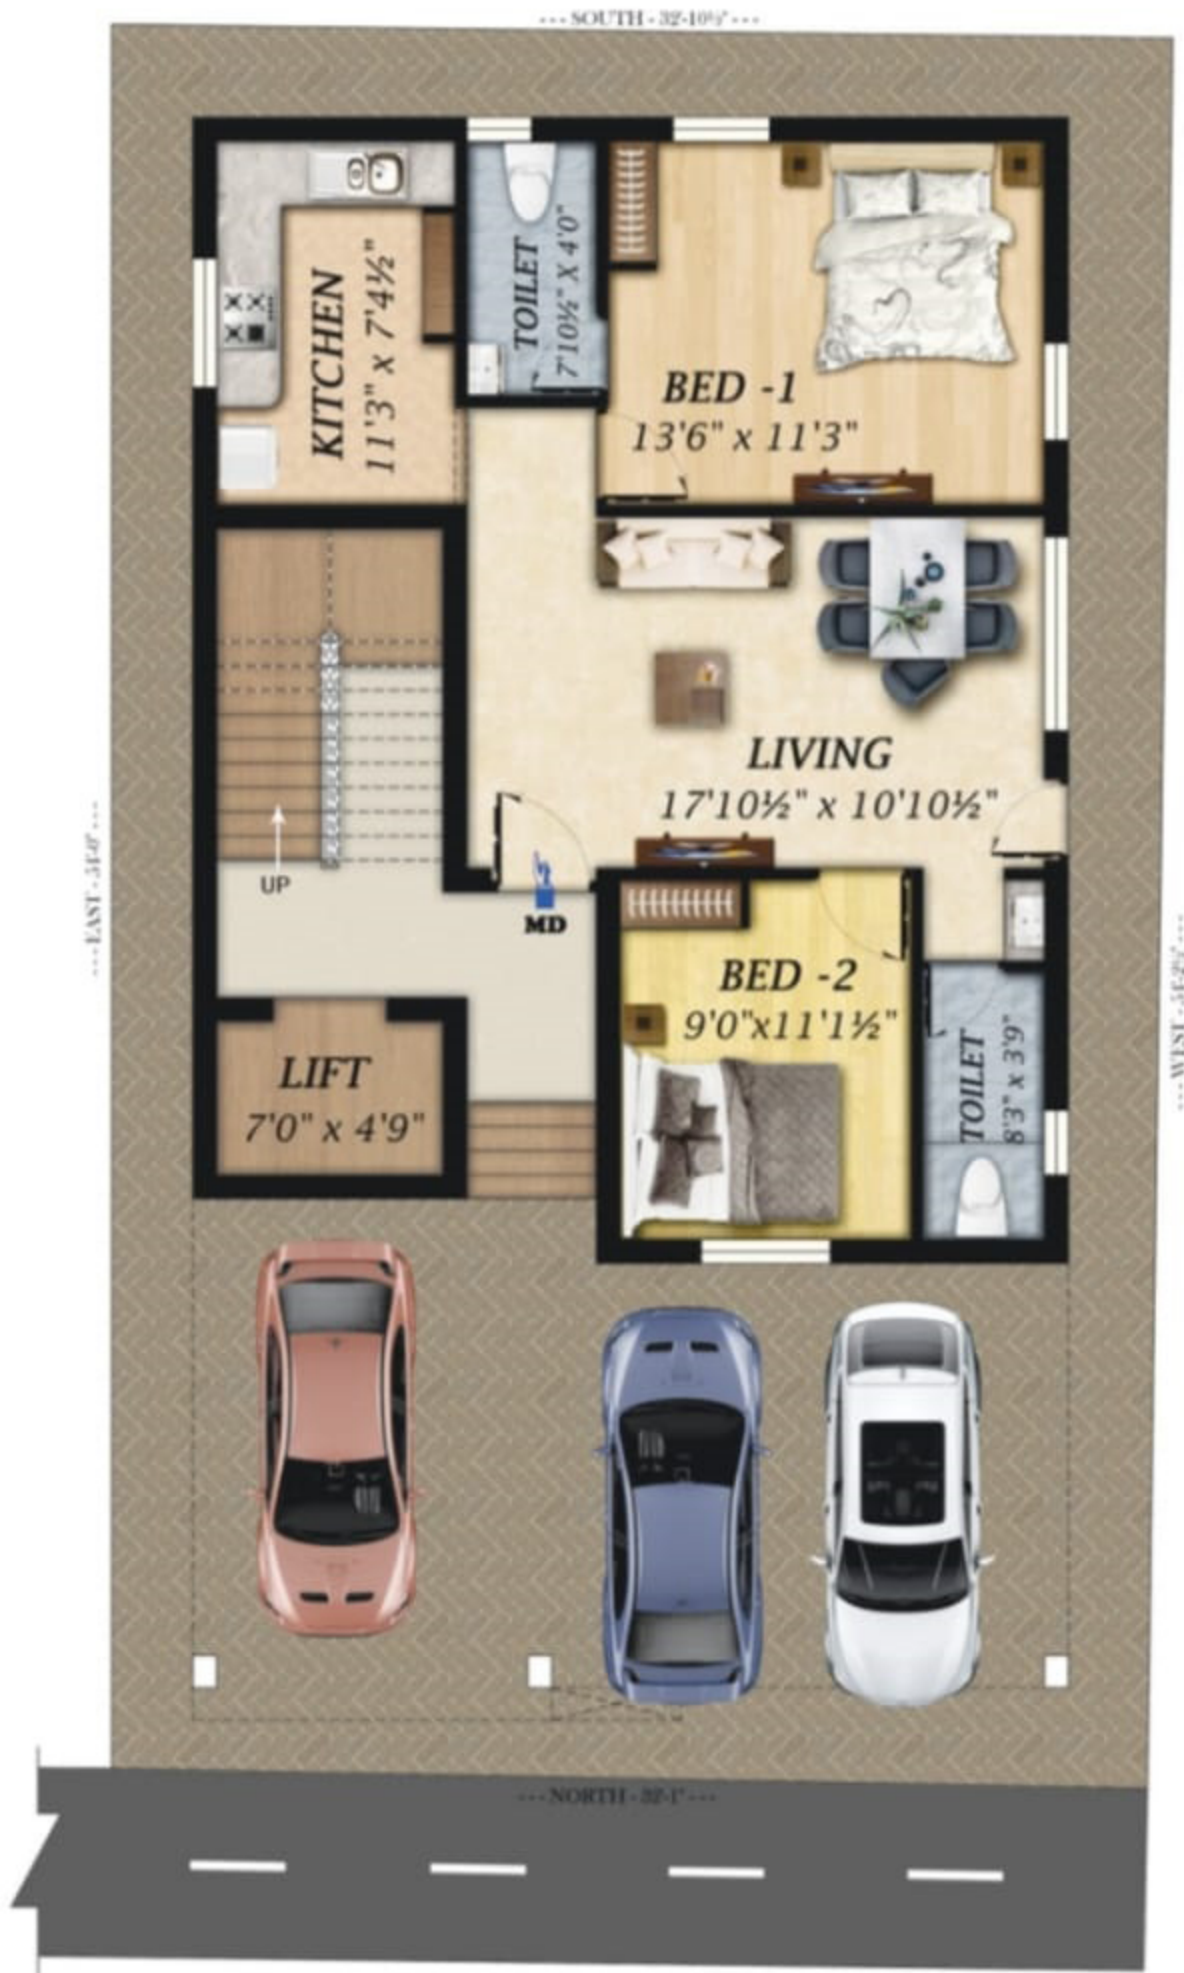 ---SOUTH - 32'-10½"---
KITCHEN
11'3" x 7'4½"
TOILET
7'10½" X 4'0"
BED -1
13'6" x 11'3"
LIVING
17'10½" x 10'10½"
UP
MD
BED -2
9'0"x11'1½"
LIFT
7'0" x 4'9"
TOILET
8'3" x 3'9"
---NORTH - 32'-1"---